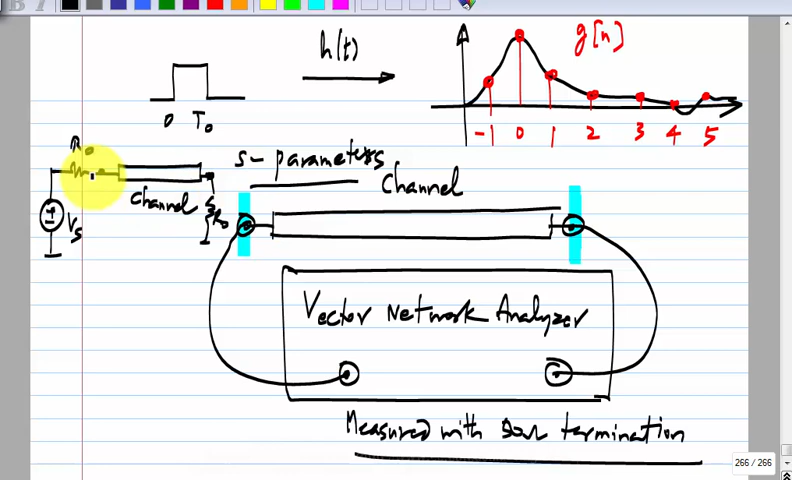 h(t)
g[n]
0 T₀
-1 0 1 2 3 4 5
R₀
s-parameters
Channel
Channel
R₀
Vs
Vector Network Analyzer
Measured with termination
266 / 266